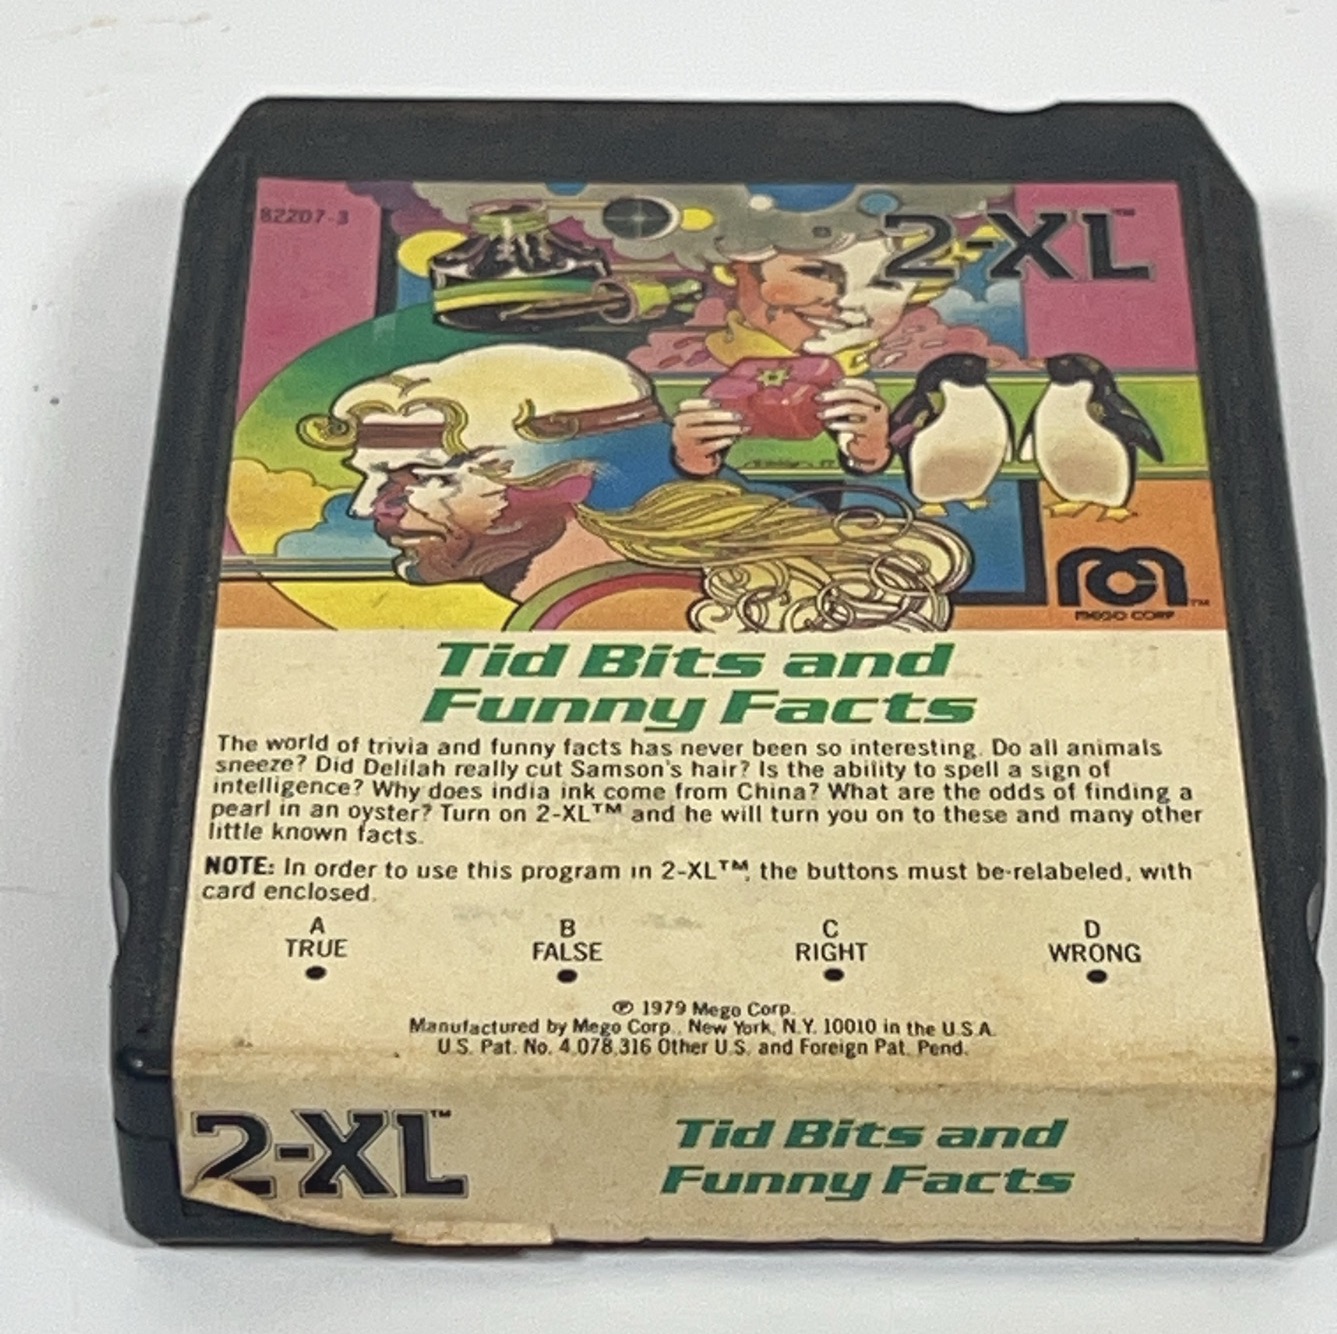 82207-3
2-XL™
MEGO CORP ™
Tid Bits and
Funny Facts
The world of trivia and funny facts has never been so interesting. Do all animals
sneeze? Did Delilah really cut Samson's hair? Is the ability to spell a sign of
intelligence? Why does india ink come from China? What are the odds of finding a
pearl in an oyster? Turn on 2-XL™ and he will turn you on to these and many other
little known facts.
NOTE: In order to use this program in 2-XL™, the buttons must be-relabeled, with
card enclosed.
A B C D
TRUE FALSE RIGHT WRONG
℗ 1979 Mego Corp.
Manufactured by Mego Corp., New York, N.Y. 10010 in the U.S.A.
U.S. Pat. No. 4,078,316 Other U.S. and Foreign Pat. Pend.
2-XL™
Tid Bits and
Funny Facts